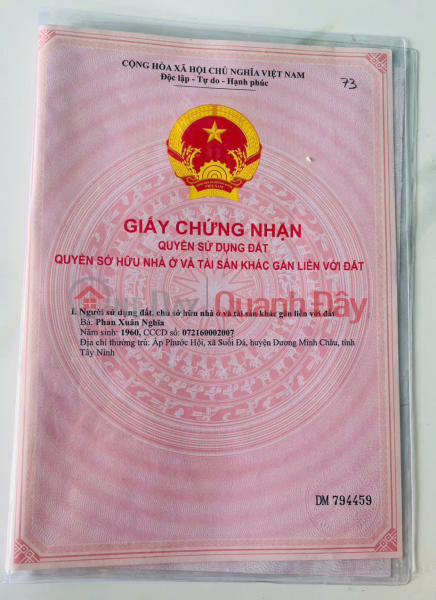 CỘNG HÒA XÃ HỘI CHỦ NGHĨA VIỆT NAM
Độc lập - Tự do - Hạnh phúc
73
VIỆT NAM
GIẤY CHỨNG NHẬN
QUYỀN SỬ DỤNG ĐẤT
QUYỀN SỞ HỮU NHÀ Ở VÀ TÀI SẢN KHÁC GẮN LIỀN VỚI ĐẤT
Quanh Đây
I. Người sử dụng đất, chủ sở hữu nhà ở và tài sản khác gắn liền với đất
Bà: Phan Xuân Nghĩa
Năm sinh: 1960, CCCD số: 072160002007
Địa chỉ thường trú: Ấp Phước Hội, xã Suối Đá, huyện Dương Minh Châu, tỉnh
Tây Ninh
DM 794459